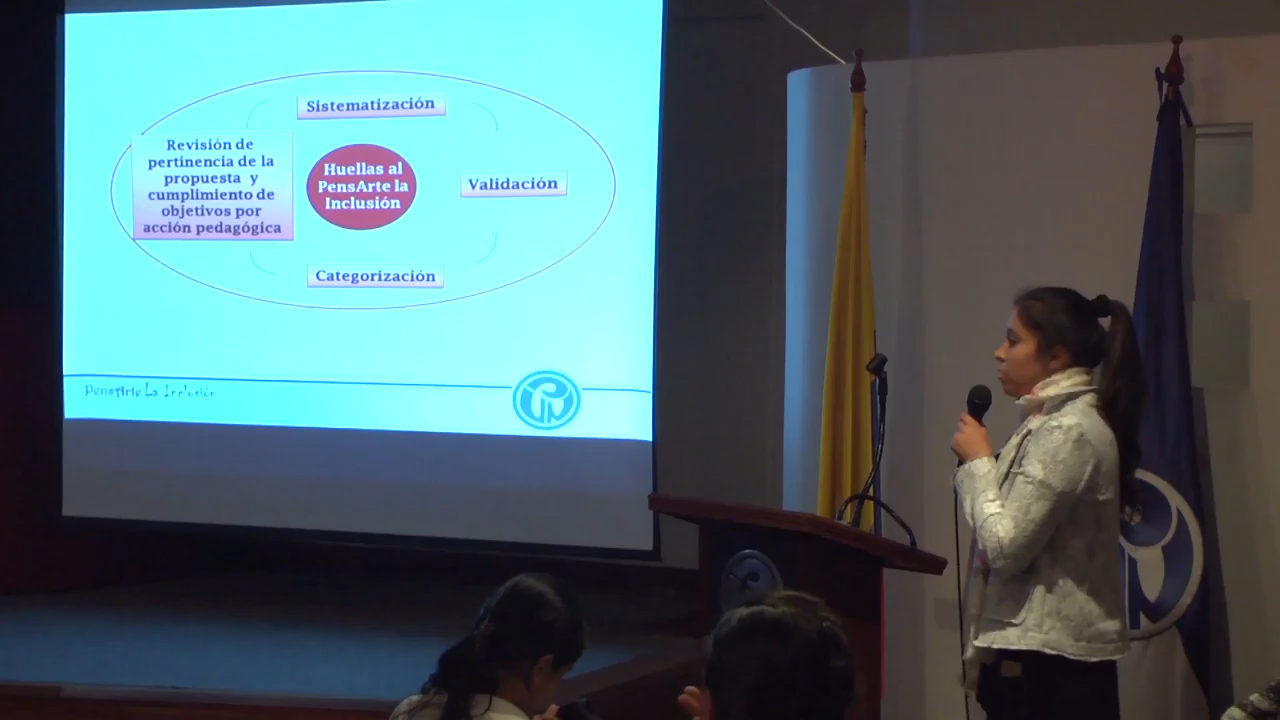 Sistematización
Revisión de
pertinencia de la
propuesta y
cumplimiento de
objetivos por
acción pedagógica
Huellas al
PensArte la
Inclusión
Validación
Categorización
PensArte La Inclusión